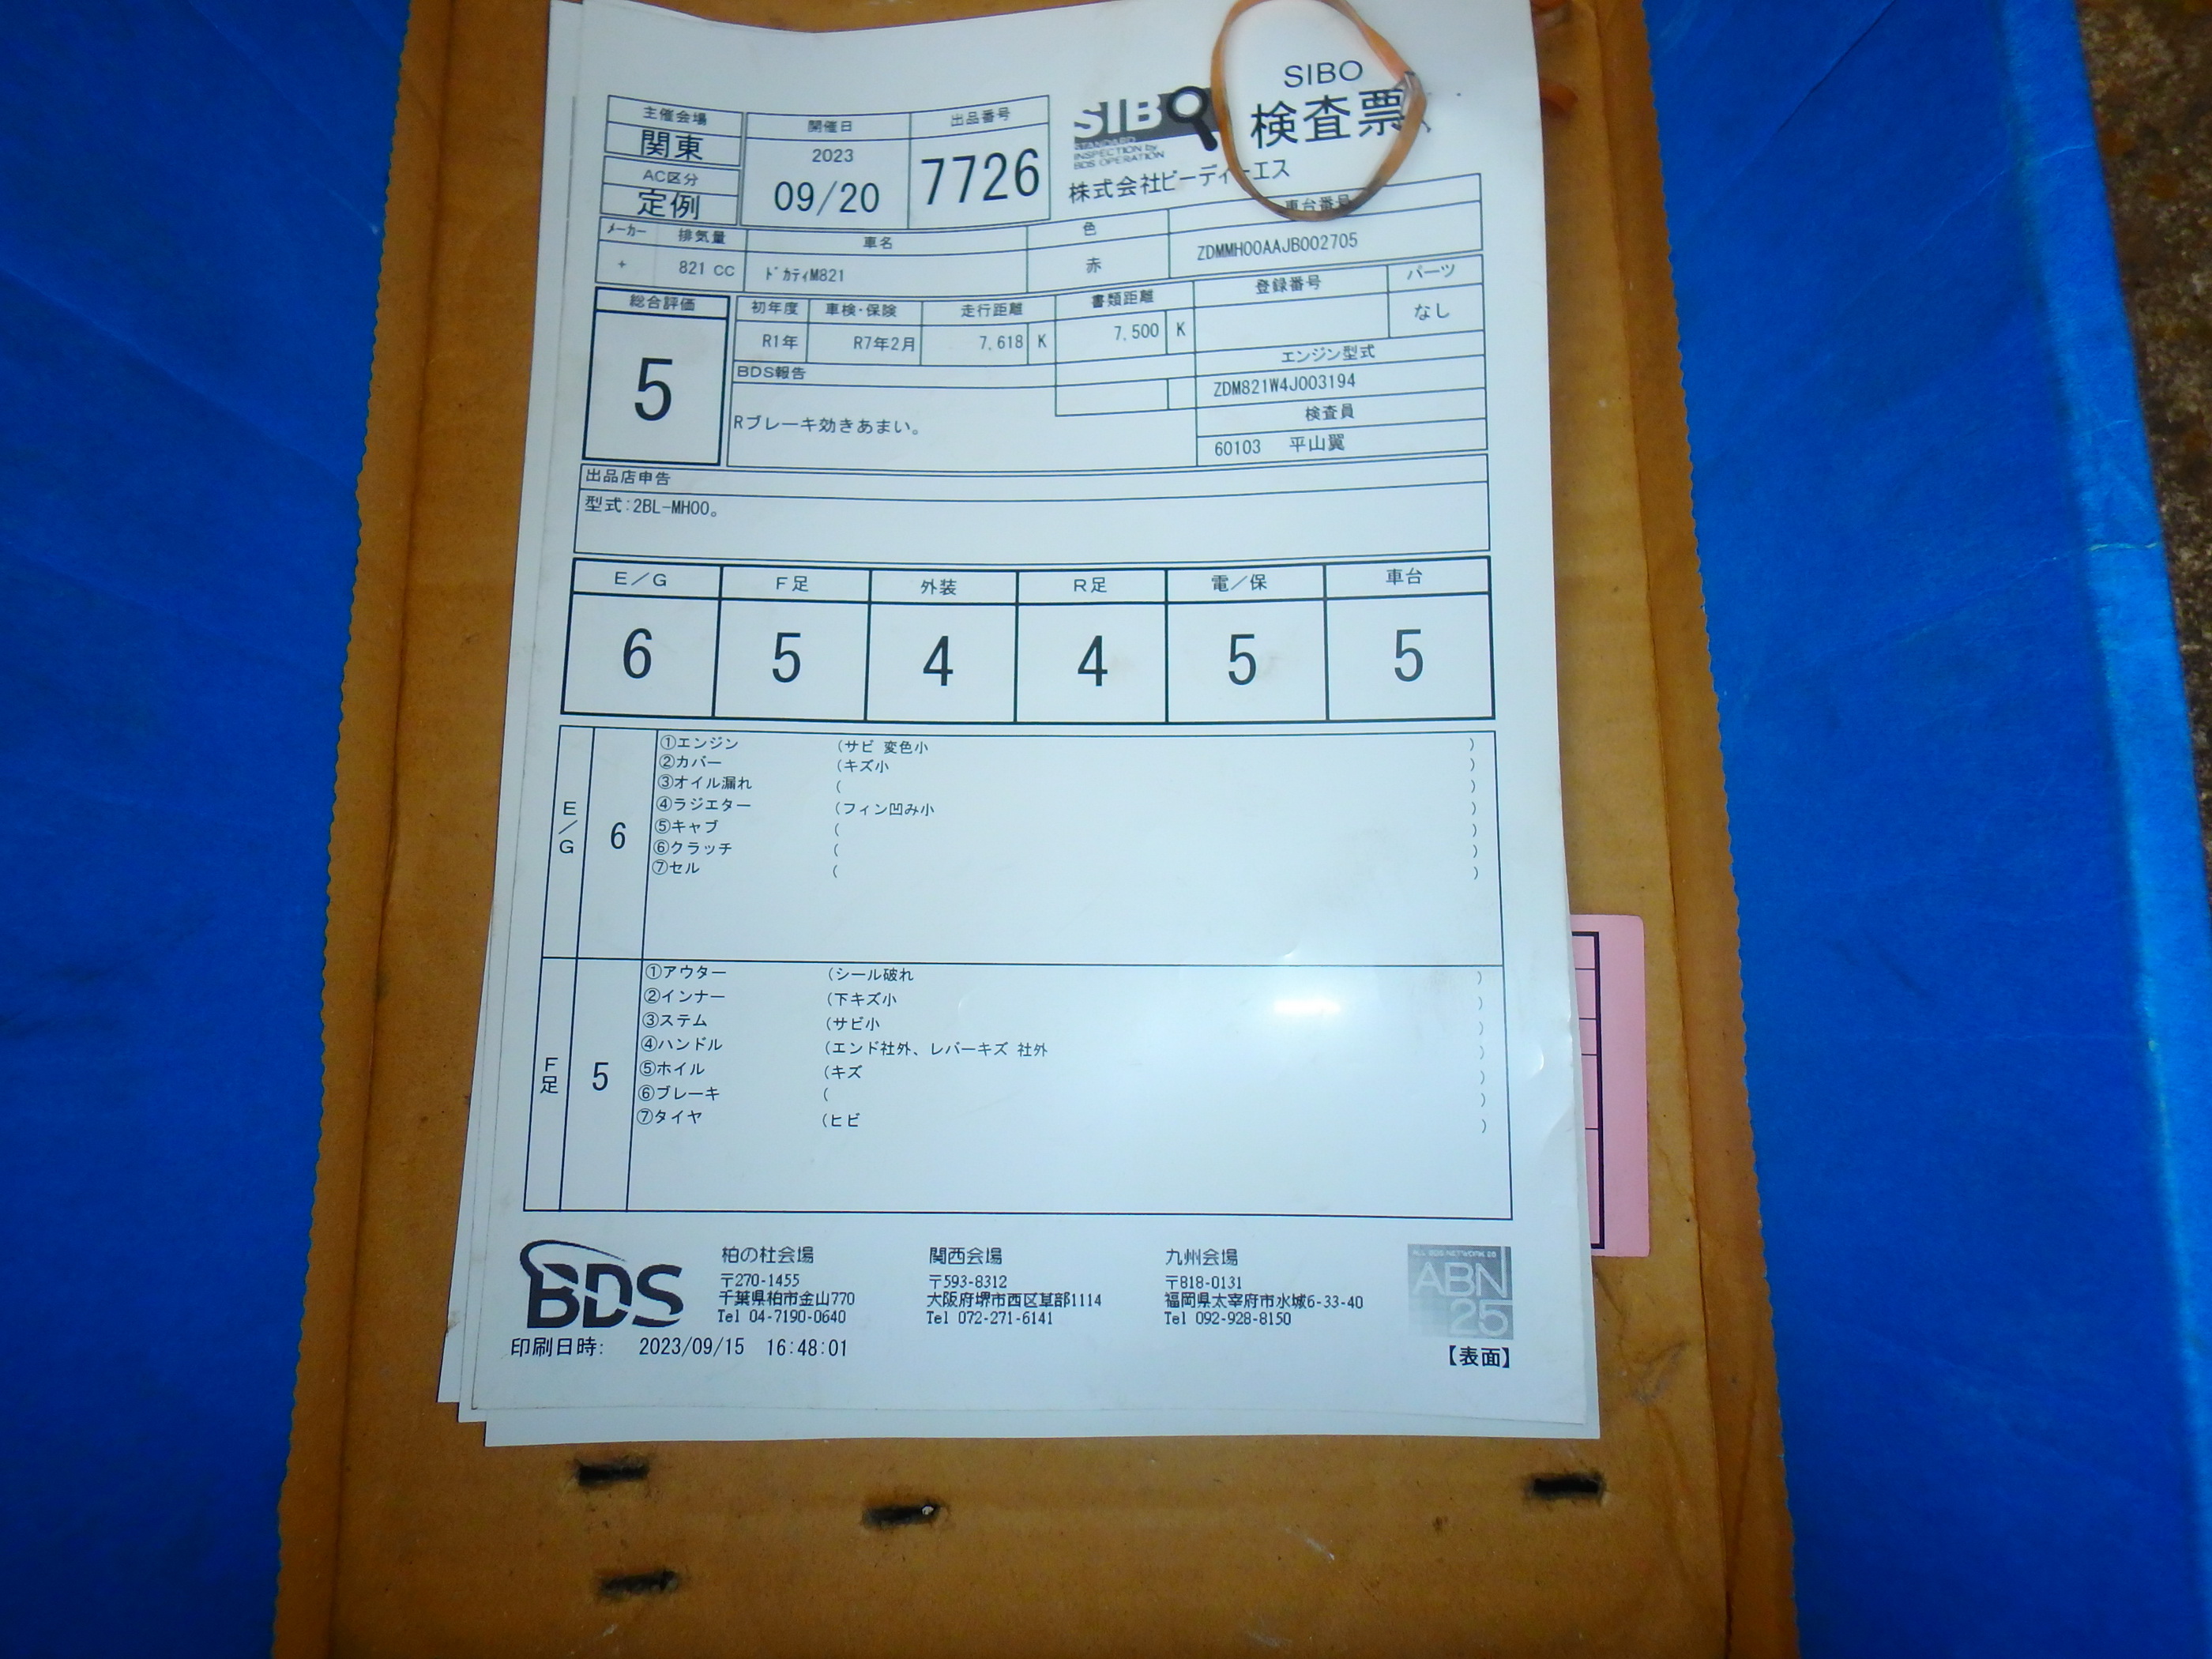 SIBO
検査票
SIBO
STANDARD
INSPECTION by
BDS OPERATION
株式会社ビーディーエス
主催会場
関東
AC区分
定例
開催日
2023
09/20
出品番号
7726
メーカー 排気量 車名 色 車台番号
+ 821 CC ドカティM821 赤 ZDMMH00AAJB002705
総合評価
5
初年度 車検・保険 走行距離 書類距離 登録番号 パーツ
R1年 R7年2月 7,618 K 7,500 K なし
エンジン型式
ZDM821W4J003194
検査員
60103 平山翼
BDS報告
Rブレーキ効きあまい。
出品店申告
型式:2BL-MH00。
E/G F足 外装 R足 電/保 車台
6 5 4 4 5 5
E/G
6
①エンジン (サビ 変色小 )
②カバー (キズ小 )
③オイル漏れ ( )
④ラジエター (フィン凹み小 )
⑤キャブ ( )
⑥クラッチ ( )
⑦セル ( )
F足
5
①アウター (シール破れ )
②インナー (下キズ小 )
③ステム (サビ小 )
④ハンドル (エンド社外、レバーキズ 社外 )
⑤ホイル (キズ )
⑥ブレーキ ( )
⑦タイヤ (ヒビ )
BDS
柏の杜会場
〒270-1455
千葉県柏市金山770
Tel 04-7190-0640
関西会場
〒593-8312
大阪府堺市西区草部1114
Tel 072-271-6141
九州会場
〒818-0131
福岡県太宰府市水城6-33-40
Tel 092-928-8150
ALL BDS NETWORK 25
ABN
25
印刷日時: 2023/09/15 16:48:01
【表面】